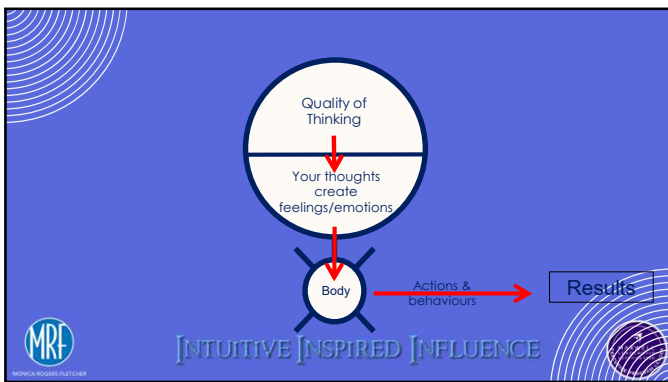 Quality of
Thinking
Your thoughts
create
feelings/emotions
Body
Actions &
behaviours
Results
MRF
MONICA ROGERS-FLETCHER
INTUITIVE INSPIRED INFLUENCE